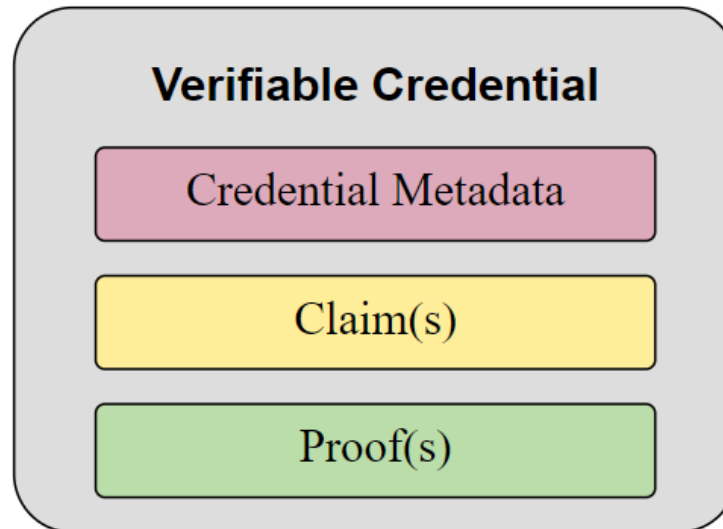 Verifiable Credential
Credential Metadata
Claim(s)
Proof(s)